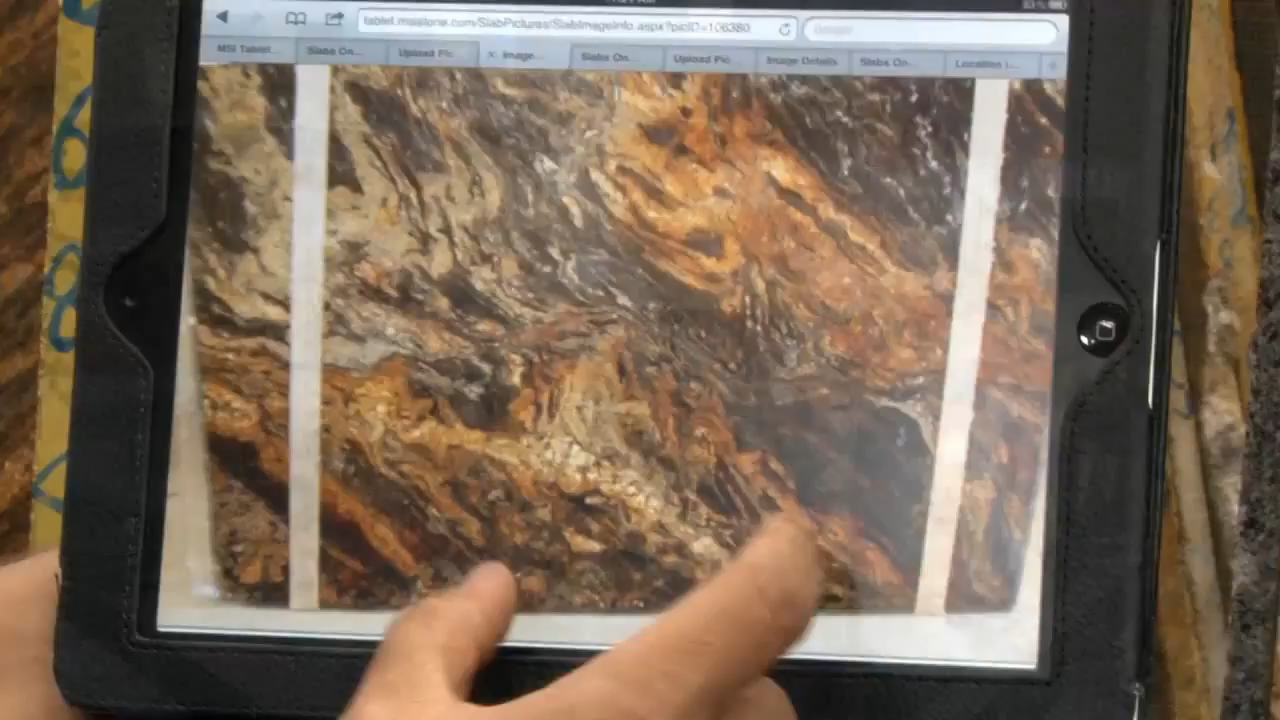 tablet.msistone.com/SlabPictures/SlabImageInfo.aspx?picID=106380
Google
MSI Tablet... Slabs On... Upload Pic... Image... Slabs On... Upload Pic... Image Details Slabs On... Location i...